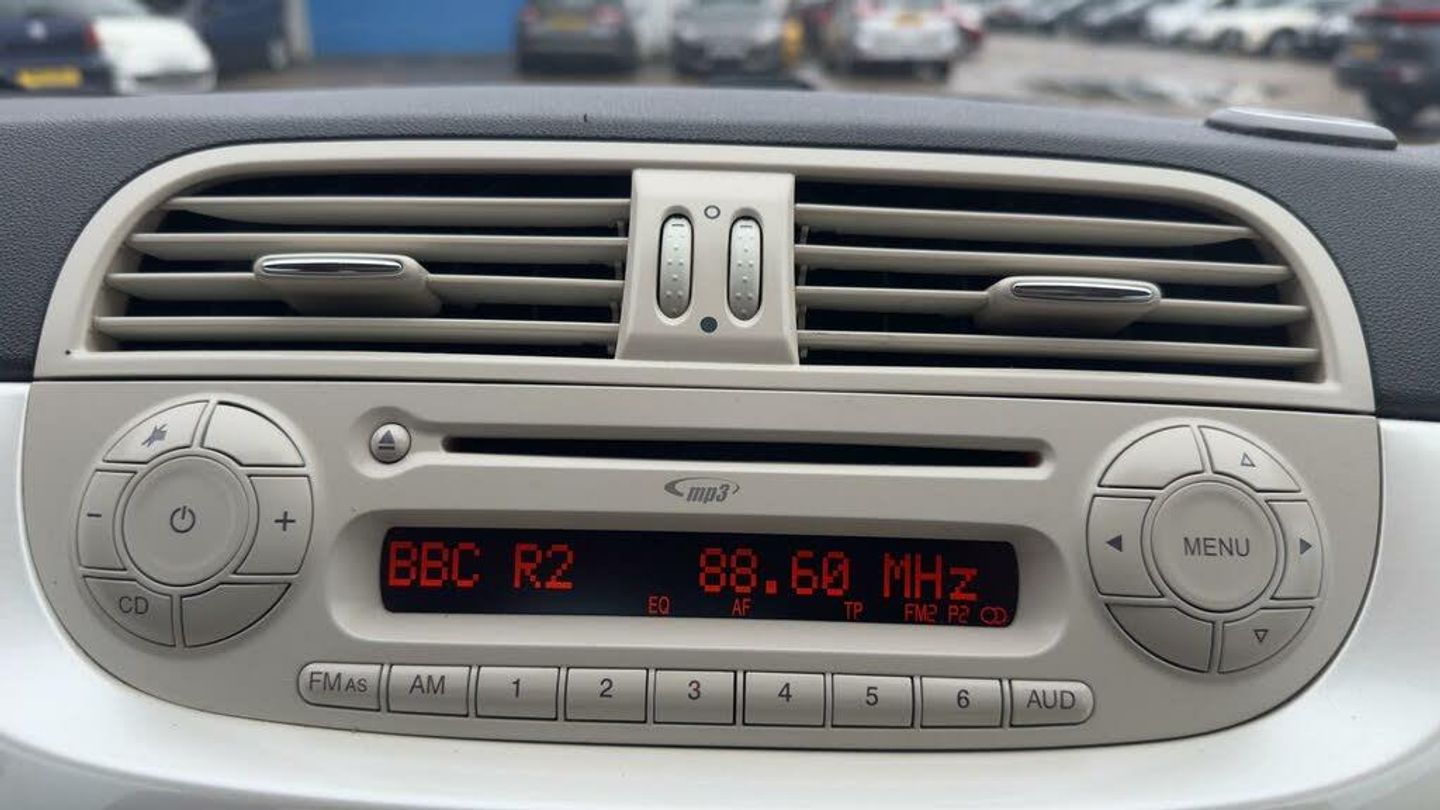 mp3
BBC R2 88.60 MHz
EQ AF TP FM2 P2
CD
MENU
FM AS AM 1 2 3 4 5 6 AUD